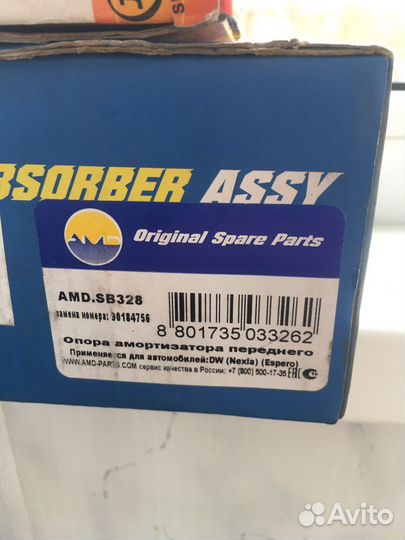 BSORBER ASSY
AMD
Original Spare Parts
AMD.SB328
замена номера: 90184756
8 801735 033262
Опора амортизатора переднего
Применяется для автомобилей:DW (Nexia) (Espero)
WWW.AMD-PARTS.COM сервис качества в России: +7 (800) 500-17-35 EAC
Avito